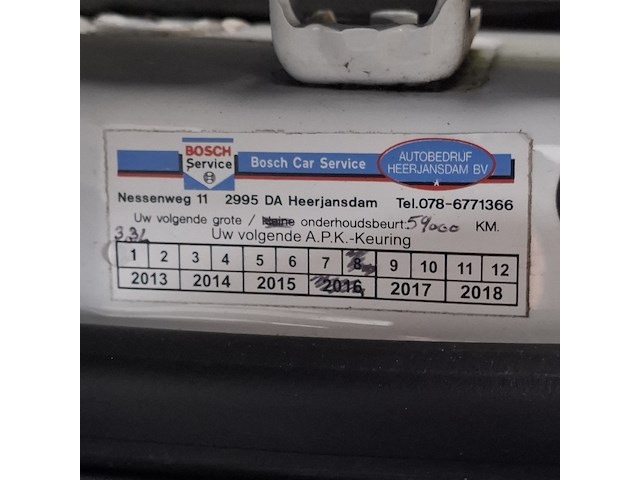 BOSCH
Service
Bosch Car Service
AUTOBEDRIJF
HEERJANSDAM BV
Nessenweg 11 2995 DA Heerjansdam Tel.078-6771366
Uw volgende grote / kleine onderhoudsbeurt: 59000 KM.
3.3L
Uw volgende A.P.K.-Keuring
1 2 3 4 5 6 7 8 9 10 11 12
2013 2014 2015 2016 2017 2018